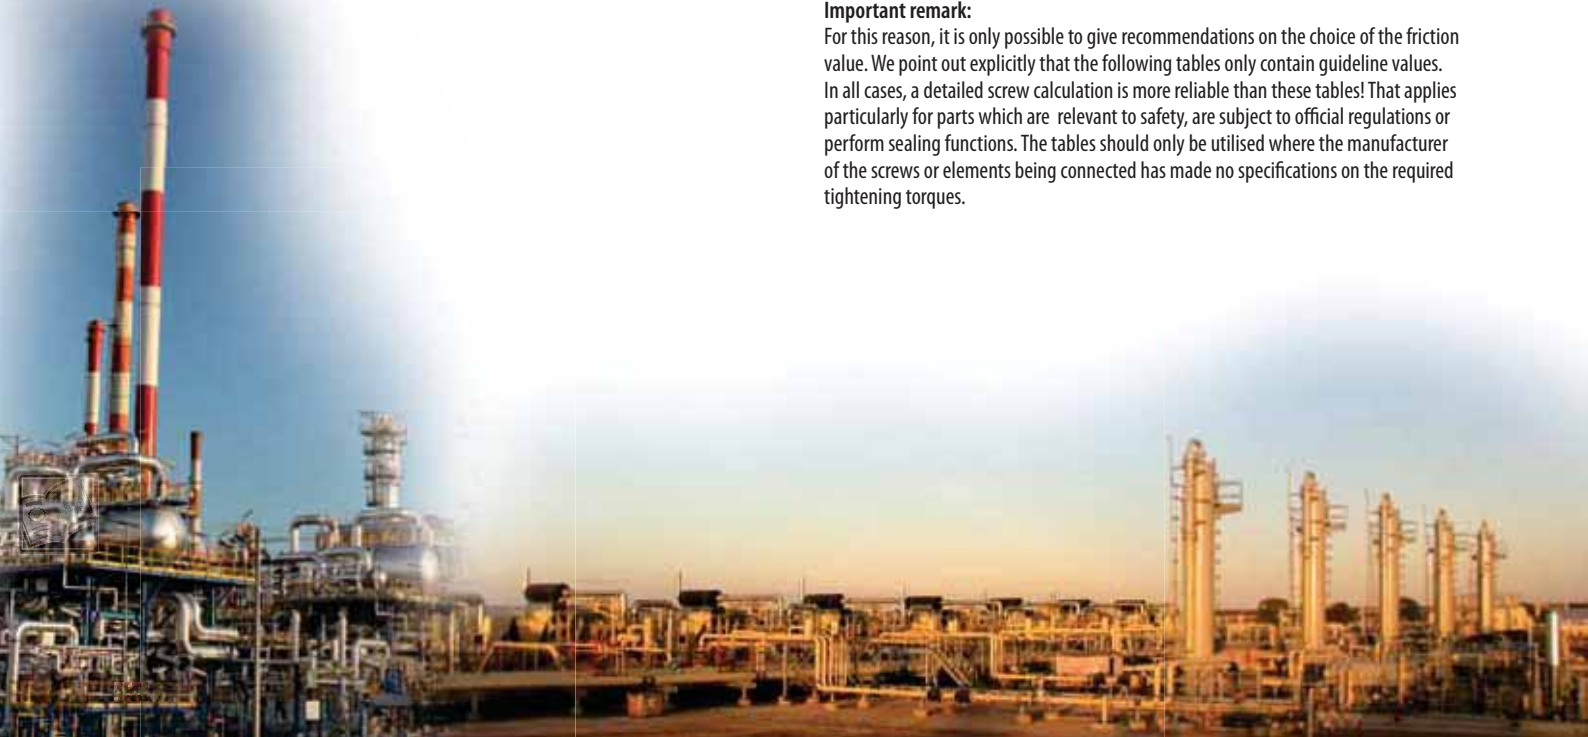 Important remark:
For this reason, it is only possible to give recommendations on the choice of the friction
value. We point out explicitly that the following tables only contain guideline values.
In all cases, a detailed screw calculation is more reliable than these tables! That applies
particularly for parts which are relevant to safety, are subject to official regulations or
perform sealing functions. The tables should only be utilised where the manufacturer
of the screws or elements being connected has made no specifications on the required
tightening torques.